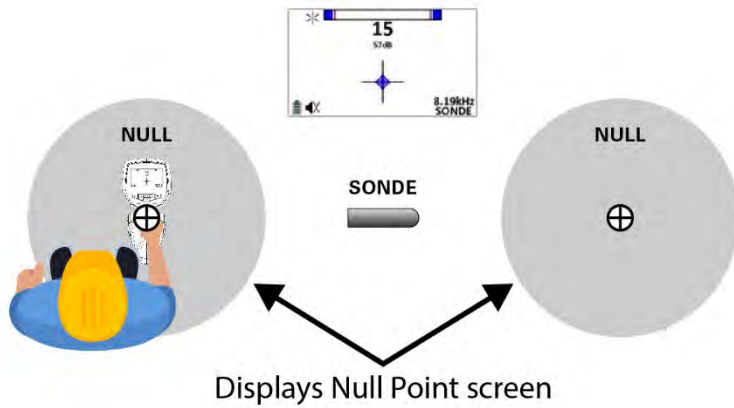 15
57dB
8.19kHz
SONDE
NULL
NULL
SONDE
Displays Null Point screen